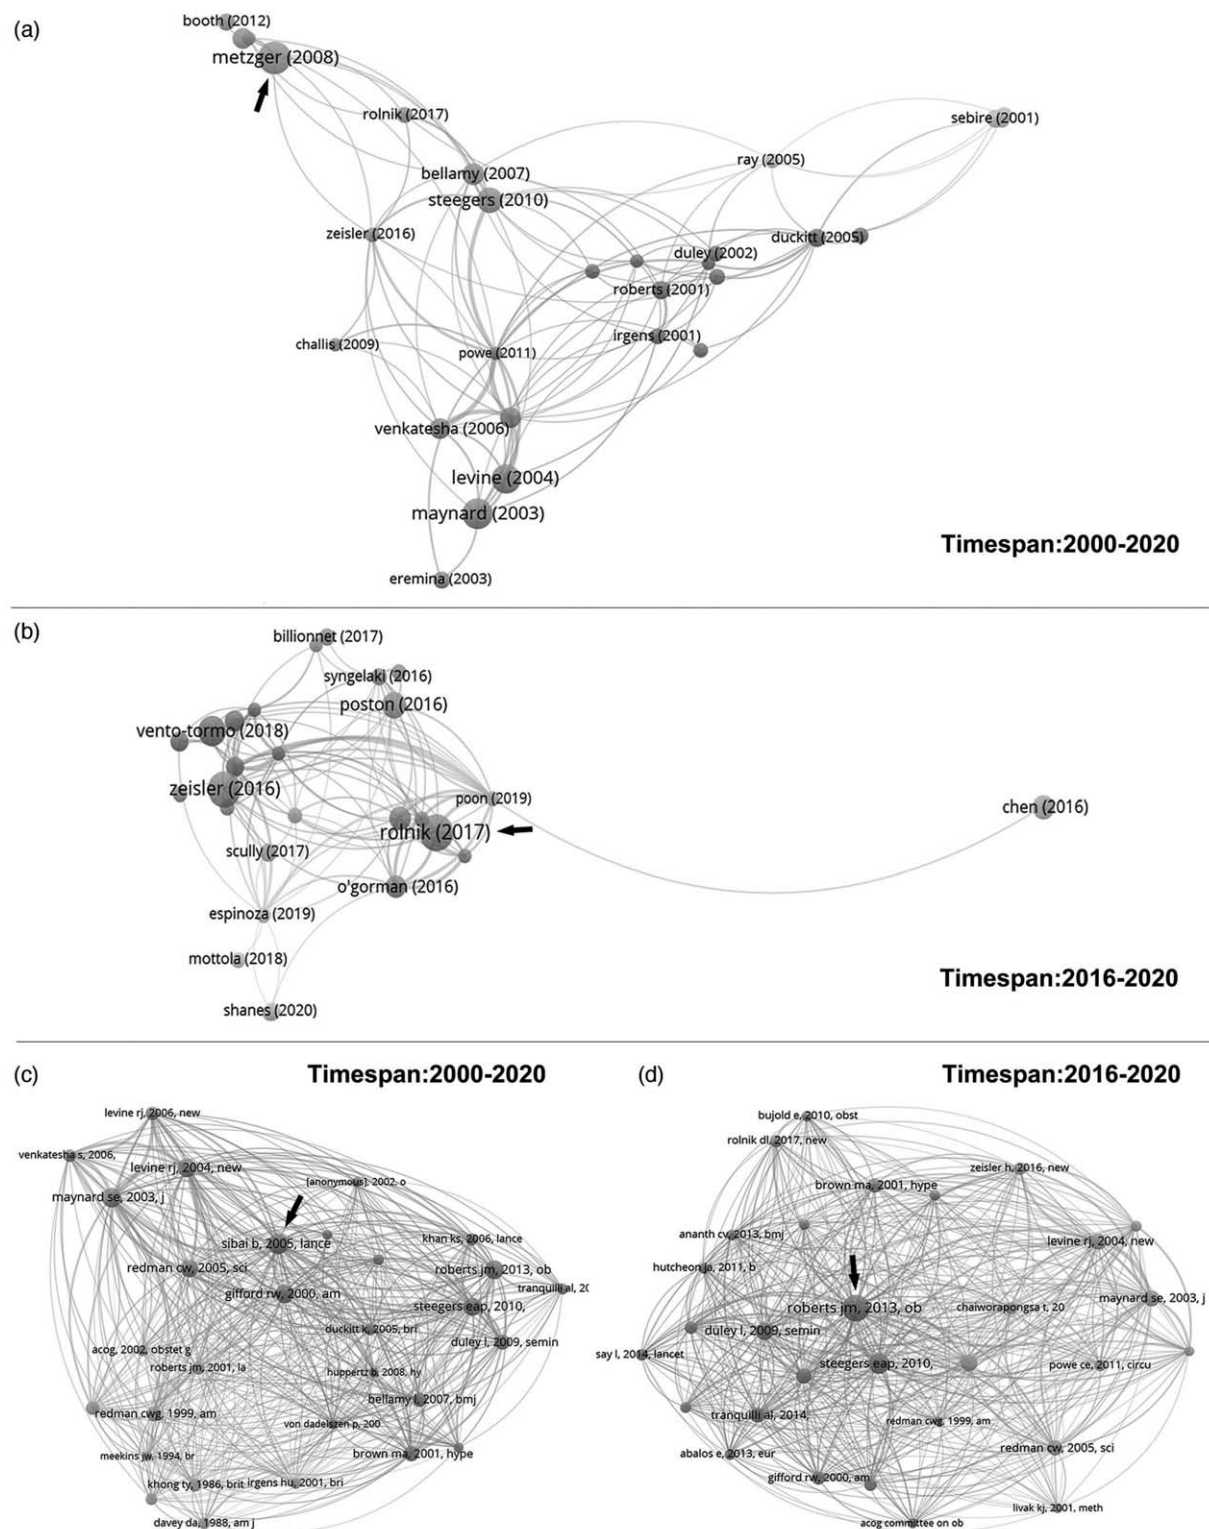 (a)
booth (2012)
metzger (2008)
rolnik (2017)
sebire (2001)
ray (2005)
bellamy (2007)
steegers (2010)
zeisler (2016)
duckitt (2005)
duley (2002)
roberts (2001)
irgens (2001)
challis (2009)
powe (2011)
venkatesha (2006)
levine (2004)
maynard (2003)
eremina (2003)
Timespan:2000-2020
(b)
billionnet (2017)
syngelaki (2016)
poston (2016)
vento-tormo (2018)
zeisler (2016)
poon (2019)
chen (2016)
rolnik (2017)
scully (2017)
o'gorman (2016)
espinoza (2019)
mottola (2018)
shanes (2020)
Timespan:2016-2020
(c)
Timespan:2000-2020
levine rj, 2006, new
venkatesha s, 2006,
levine rj, 2004, new
[anonymous], 2002, o
maynard se, 2003, j
sibai b, 2005, lance
khan ks, 2006, lance
redman cw, 2005, sci
roberts jm, 2013, ob
tranquilli al, 20
gifford rw, 2000, am
steegers eap, 2010,
duckitt k, 2005, bri
duley l, 2009, semin
acog, 2002, obstet g
roberts jm, 2001, la
huppertz b, 2008, hy
bellamy l, 2007, bmj
redman cwg, 1999, am
von dadelszen p, 200
meekins jw, 1994, br
brown ma, 2001, hype
khong ty, 1986, brit
irgens hu, 2001, bri
davey da, 1988, am j
(d)
Timespan:2016-2020
bujold e, 2010, obst
rolnik dl, 2017, new
zeisler h, 2016, new
brown ma, 2001, hype
ananth cv, 2013, bmj
levine rj, 2004, new
hutcheon ja, 2011, b
maynard se, 2003, j
roberts jm, 2013, ob
chaiworapongsa t, 20
duley l, 2009, semin
say l, 2014, lancet
steegers eap, 2010,
powe ce, 2011, circu
tranquilli al, 2014,
redman cwg, 1999, am
redman cw, 2005, sci
abalos e, 2013, eur
gifford rw, 2000, am
livak kj, 2001, meth
acog committee on ob